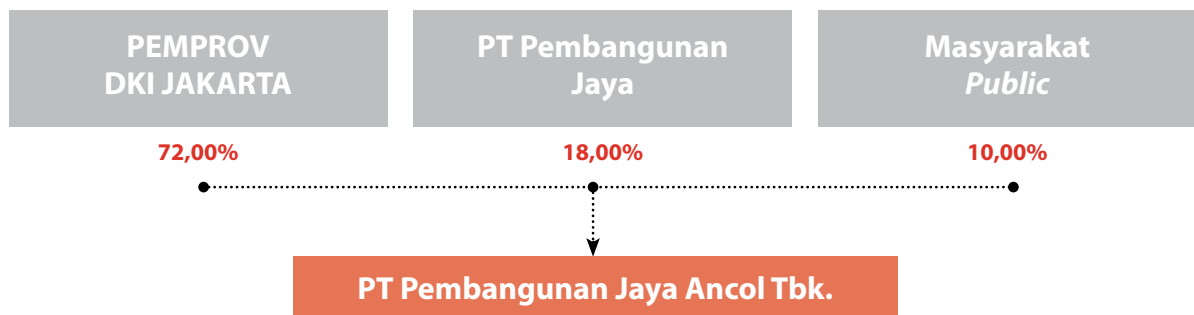 PEMPROV
DKI JAKARTA
PT Pembangunan
Jaya
Masyarakat
Public
72,00%
18,00%
10,00%
PT Pembangunan Jaya Ancol Tbk.